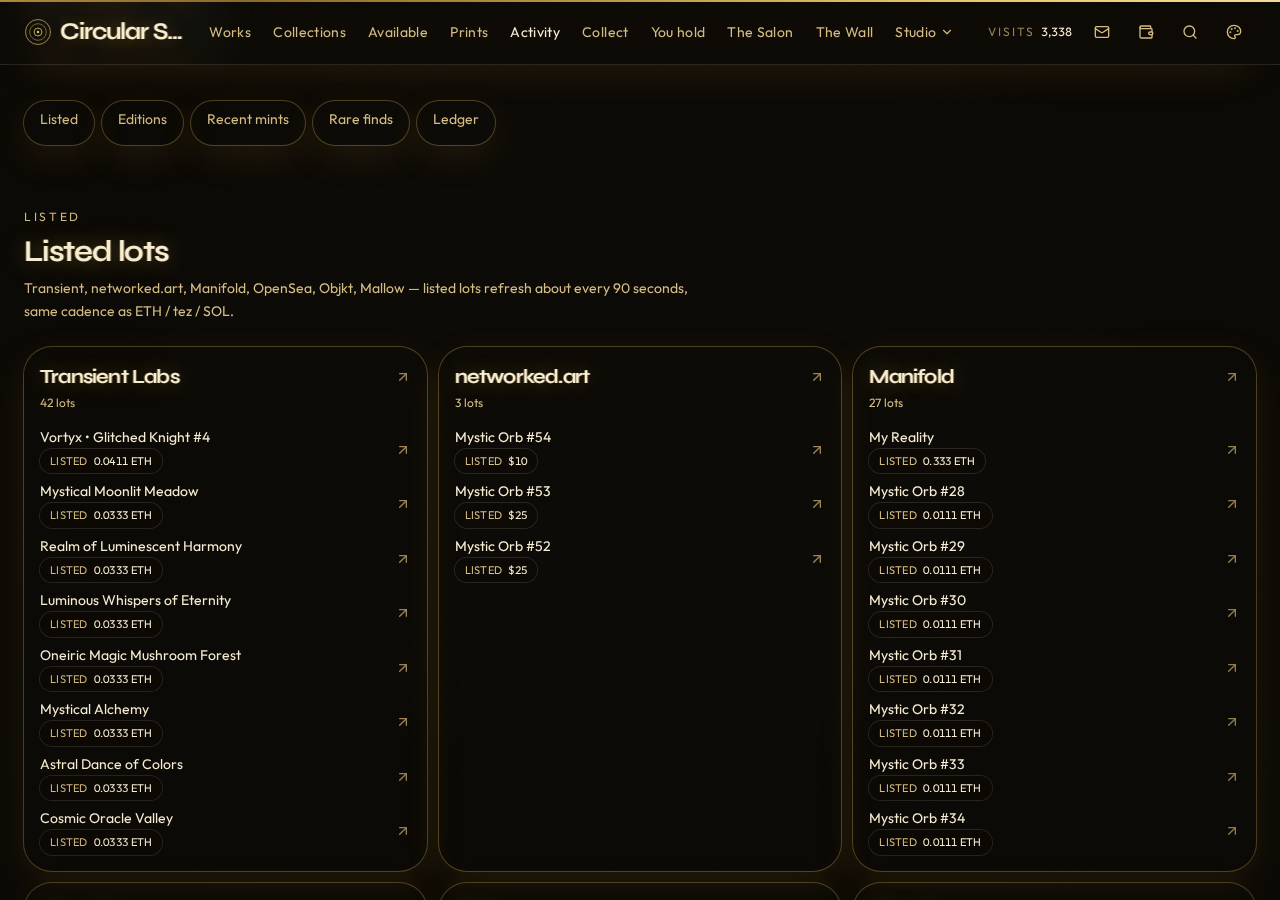 Circular S...
Works
Collections
Available
Prints
Activity
Collect
You hold
The Salon
The Wall
Studio
VISITS 3,338
Listed
Editions
Recent mints
Rare finds
Ledger
LISTED
Listed lots
Transient, networked.art, Manifold, OpenSea, Objkt, Mallow — listed lots refresh about every 90 seconds,
same cadence as ETH / tez / SOL.
Transient Labs
42 lots
Vortyx • Glitched Knight #4
LISTED 0.0411 ETH
Mystical Moonlit Meadow
LISTED 0.0333 ETH
Realm of Luminescent Harmony
LISTED 0.0333 ETH
Luminous Whispers of Eternity
LISTED 0.0333 ETH
Oneiric Magic Mushroom Forest
LISTED 0.0333 ETH
Mystical Alchemy
LISTED 0.0333 ETH
Astral Dance of Colors
LISTED 0.0333 ETH
Cosmic Oracle Valley
LISTED 0.0333 ETH
networked.art
3 lots
Mystic Orb #54
LISTED $10
Mystic Orb #53
LISTED $25
Mystic Orb #52
LISTED $25
Manifold
27 lots
My Reality
LISTED 0.333 ETH
Mystic Orb #28
LISTED 0.0111 ETH
Mystic Orb #29
LISTED 0.0111 ETH
Mystic Orb #30
LISTED 0.0111 ETH
Mystic Orb #31
LISTED 0.0111 ETH
Mystic Orb #32
LISTED 0.0111 ETH
Mystic Orb #33
LISTED 0.0111 ETH
Mystic Orb #34
LISTED 0.0111 ETH